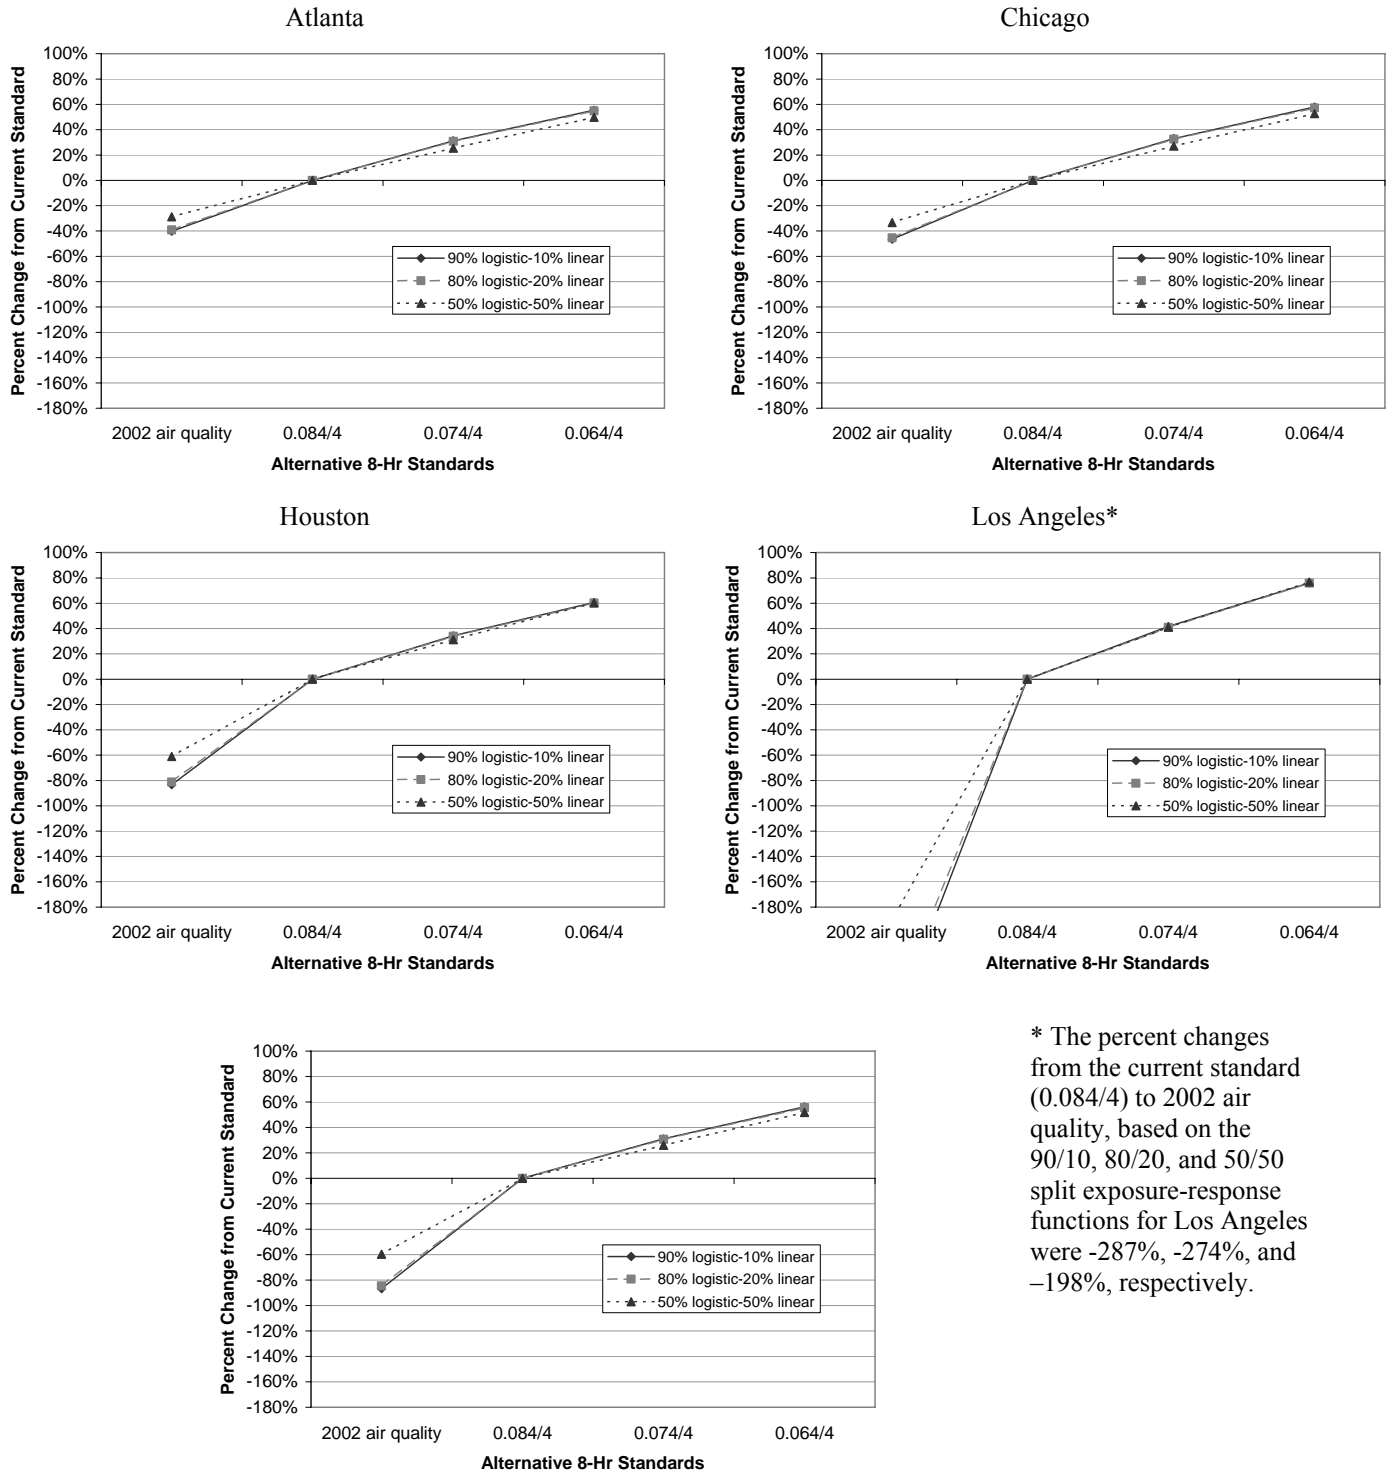 Atlanta
Percent Change from Current Standard
100%
80%
60%
40%
20%
0%
-20%
-40%
-60%
-80%
-100%
-120%
-140%
-160%
-180%
90% logistic-10% linear
80% logistic-20% linear
50% logistic-50% linear
2002 air quality 0.084/4 0.074/4 0.064/4
Alternative 8-Hr Standards
Chicago
Percent Change from Current Standard
100%
80%
60%
40%
20%
0%
-20%
-40%
-60%
-80%
-100%
-120%
-140%
-160%
-180%
90% logistic-10% linear
80% logistic-20% linear
50% logistic-50% linear
2002 air quality 0.084/4 0.074/4 0.064/4
Alternative 8-Hr Standards
Houston
Percent Change from Current Standard
100%
80%
60%
40%
20%
0%
-20%
-40%
-60%
-80%
-100%
-120%
-140%
-160%
-180%
90% logistic-10% linear
80% logistic-20% linear
50% logistic-50% linear
2002 air quality 0.084/4 0.074/4 0.064/4
Alternative 8-Hr Standards
Los Angeles*
Percent Change from Current Standard
100%
80%
60%
40%
20%
0%
-20%
-40%
-60%
-80%
-100%
-120%
-140%
-160%
-180%
90% logistic-10% linear
80% logistic-20% linear
50% logistic-50% linear
2002 air quality 0.084/4 0.074/4 0.064/4
Alternative 8-Hr Standards
Percent Change from Current Standard
100%
80%
60%
40%
20%
0%
-20%
-40%
-60%
-80%
-100%
-120%
-140%
-160%
-180%
90% logistic-10% linear
80% logistic-20% linear
50% logistic-50% linear
2002 air quality 0.084/4 0.074/4 0.064/4
Alternative 8-Hr Standards
* The percent changes
from the current standard
(0.084/4) to 2002 air
quality, based on the
90/10, 80/20, and 50/50
split exposure-response
functions for Los Angeles
were -287%, -274%, and
–198%, respectively.